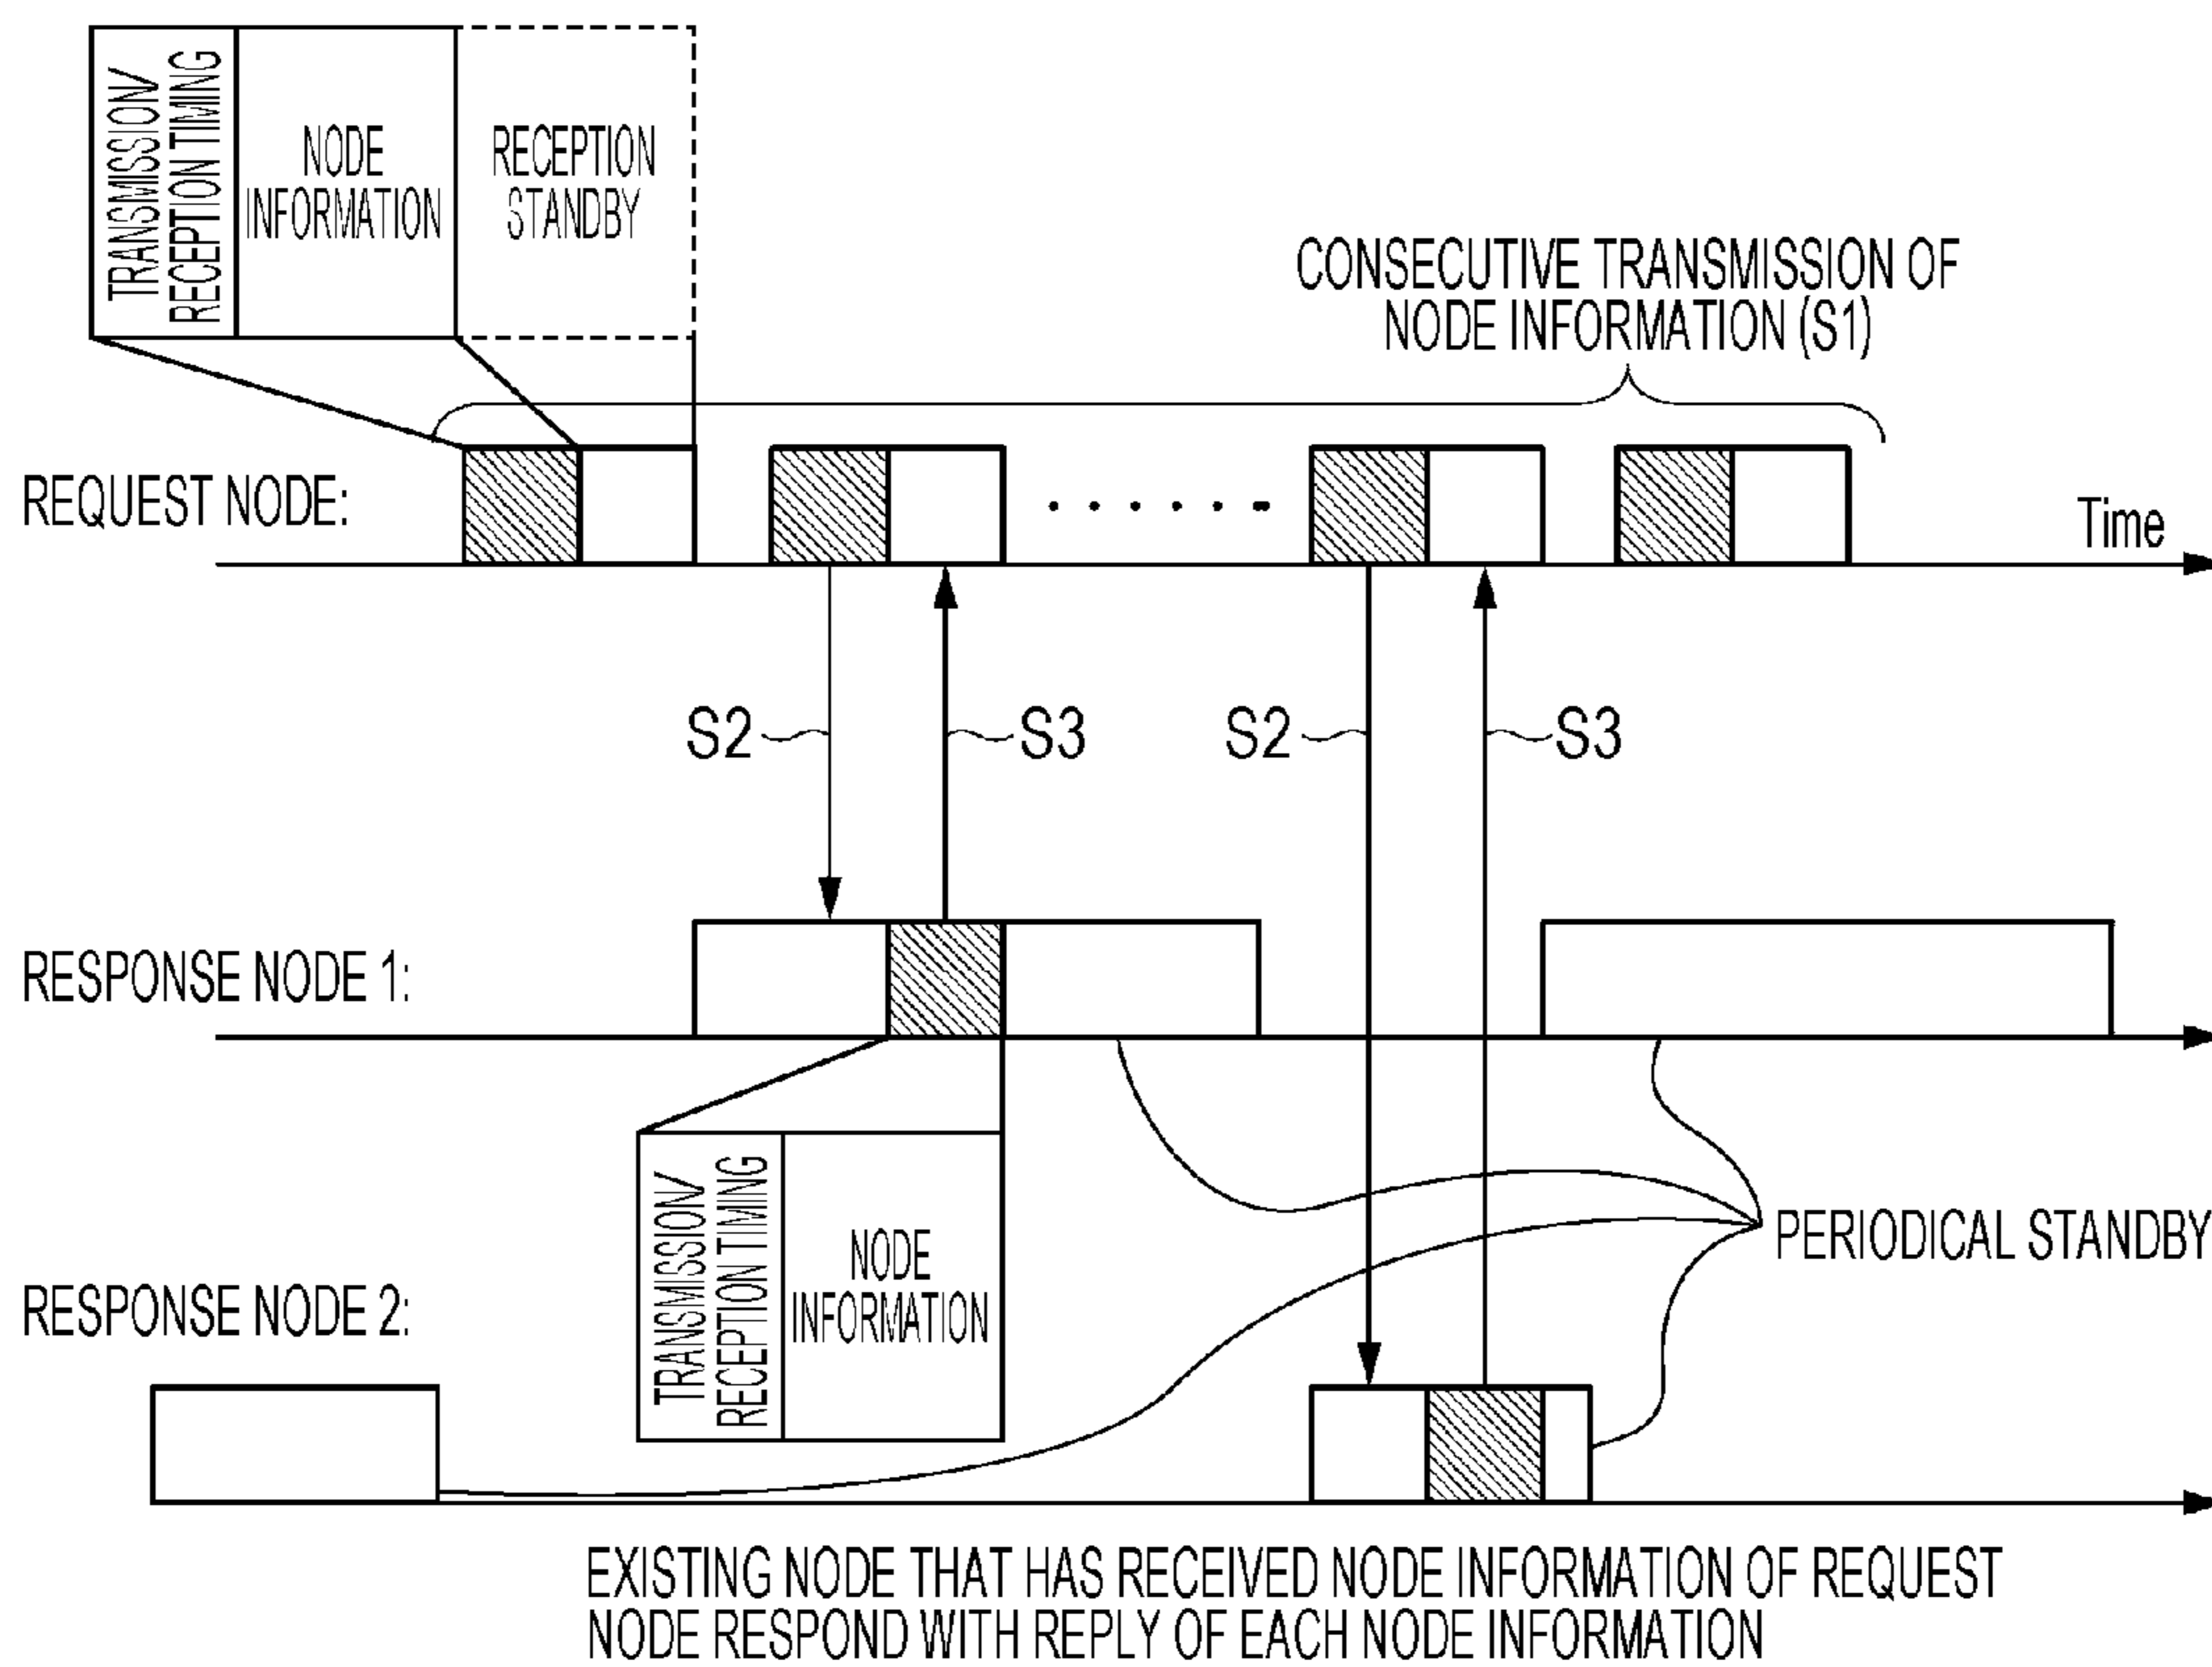 TRANSMISSION/
RECEPTION TIMING
NODE
INFORMATION
RECEPTION
STANDBY
CONSECUTIVE TRANSMISSION OF
NODE INFORMATION (S1)
REQUEST NODE:
Time
S2
S3
S2
S3
RESPONSE NODE 1:
TRANSMISSION/
RECEPTION TIMING
NODE
INFORMATION
PERIODICAL STANDBY
RESPONSE NODE 2:
EXISTING NODE THAT HAS RECEIVED NODE INFORMATION OF REQUEST
NODE RESPOND WITH REPLY OF EACH NODE INFORMATION